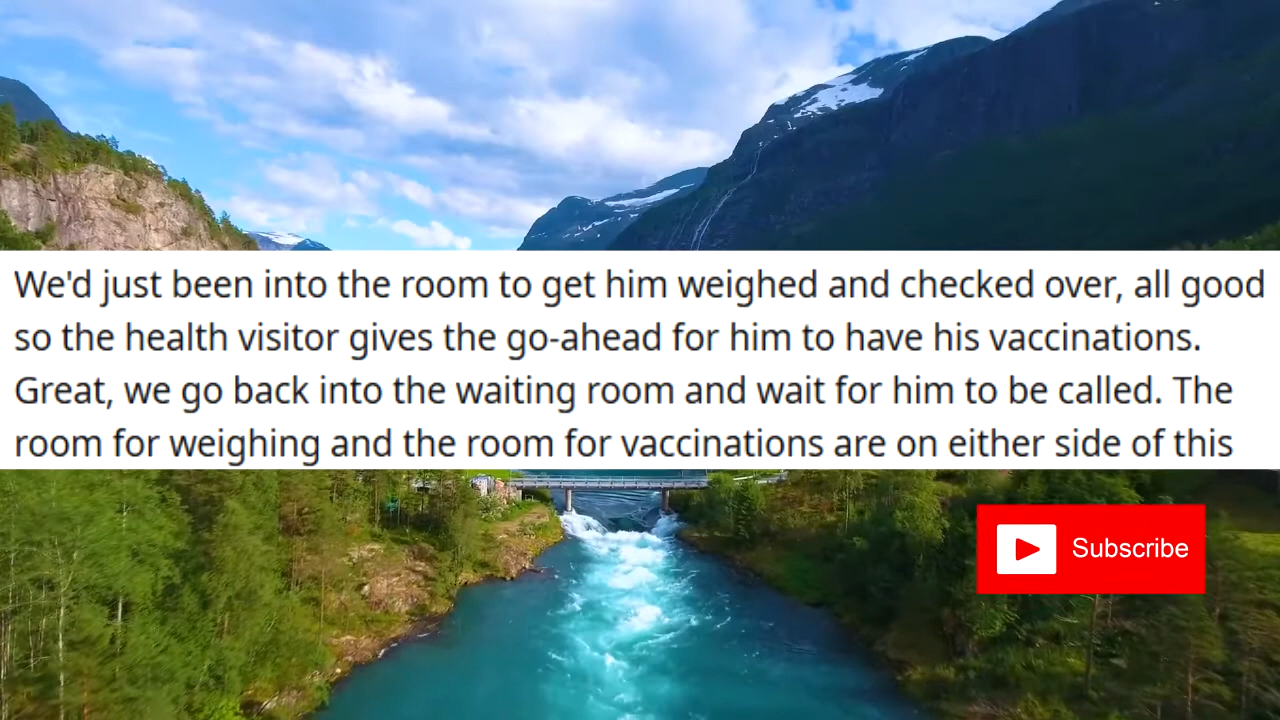 We'd just been into the room to get him weighed and checked over, all good
so the health visitor gives the go-ahead for him to have his vaccinations.
Great, we go back into the waiting room and wait for him to be called. The
room for weighing and the room for vaccinations are on either side of this
Subscribe